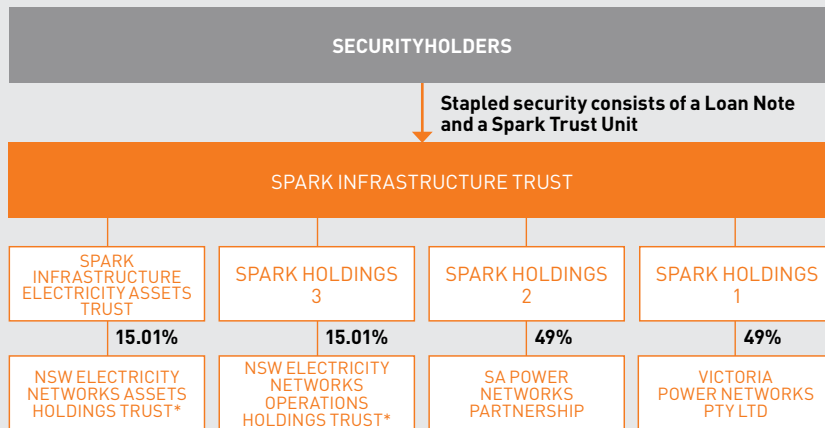 SECURITYHOLDERS
Stapled security consists of a Loan Note
and a Spark Trust Unit
SPARK INFRASTRUCTURE TRUST
SPARK
INFRASTRUCTURE
ELECTRICITY ASSETS
TRUST
SPARK HOLDINGS
3
SPARK HOLDINGS
2
SPARK HOLDINGS
1
15.01%
15.01%
49%
49%
NSW ELECTRICITY
NETWORKS ASSETS
HOLDINGS TRUST*
NSW ELECTRICITY
NETWORKS
OPERATIONS
HOLDINGS TRUST*
SA POWER
NETWORKS
PARTNERSHIP
VICTORIA
POWER NETWORKS
PTY LTD